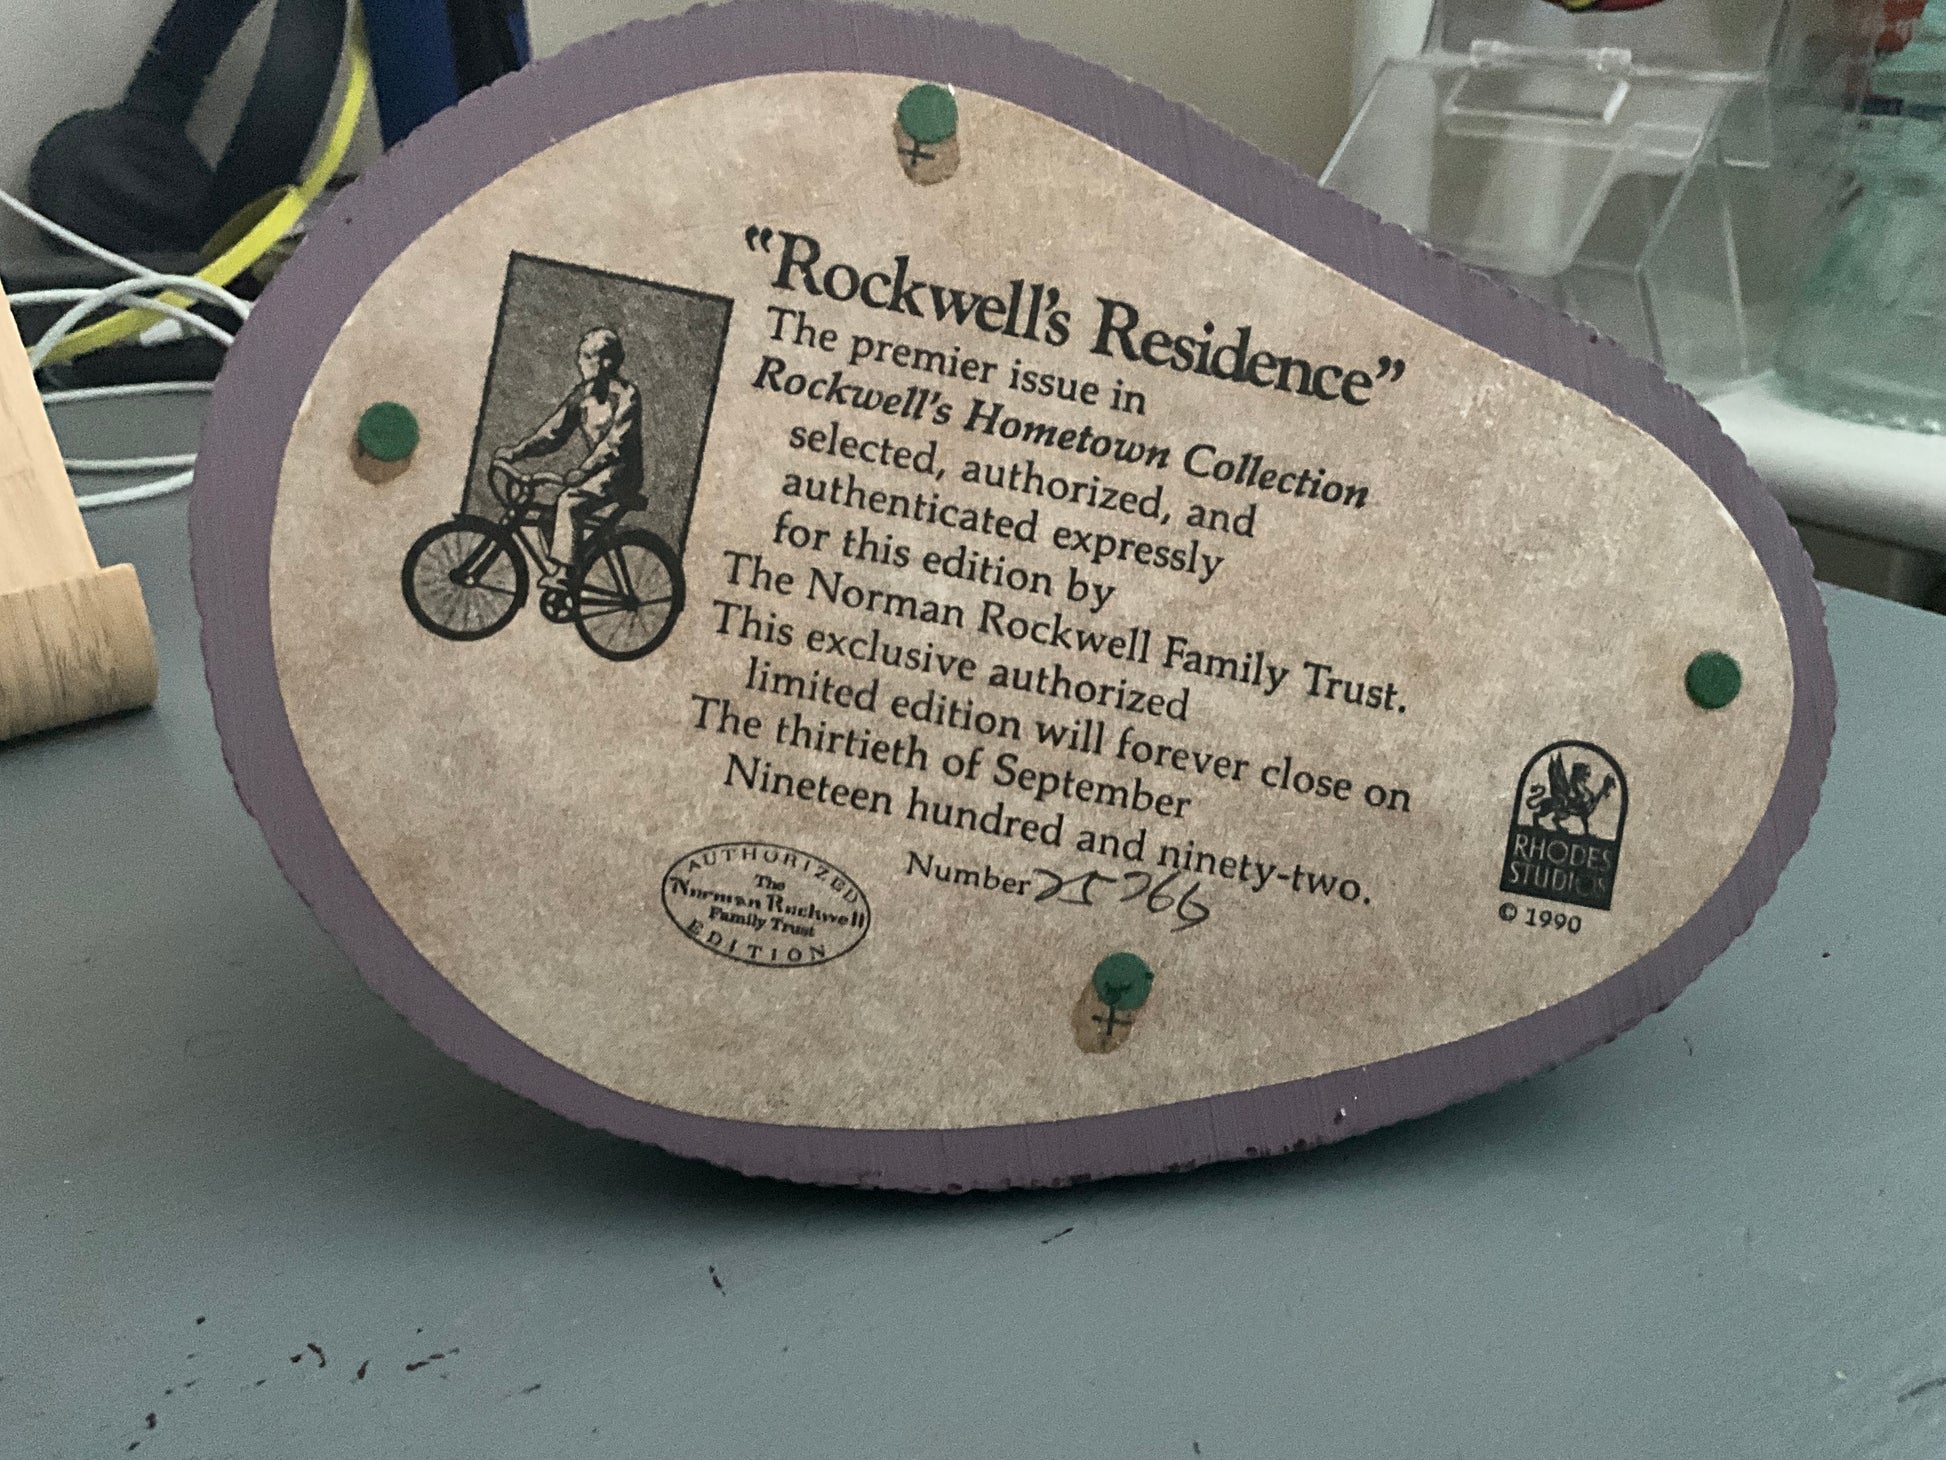 “Rockwell’s Residence”
The premier issue in
Rockwell’s Hometown Collection
selected, authorized, and
authenticated expressly
for this edition by
The Norman Rockwell Family Trust.
This exclusive authorized
limited edition will forever close on
The thirtieth of September
Nineteen hundred and ninety-two.
Number
AUTHORIZED
The
Norman Rockwell
Family Trust
EDITION
RHODES
STUDIOS
© 1990